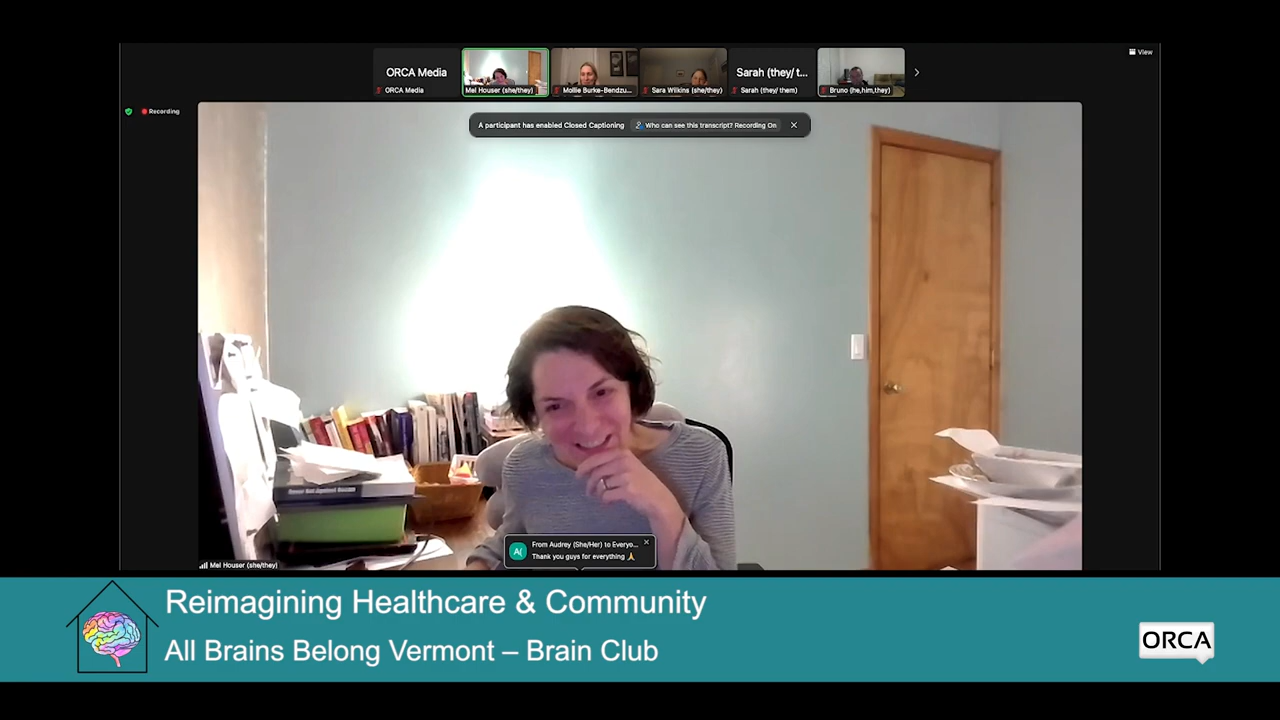 View
ORCA Media
Sarah (they/ t...
ORCA Media
Mel Houser (she/they)
Mollie Burke-Bendzu...
Sara Wilkins (she/they)
Sarah (they/ them)
Bruno (he,him,they)
Recording
A participant has enabled Closed Captioning
Who can see this transcript? Recording On
From Audrey (She/Her) to Everyo...
A(
Thank you guys for everything 🙏
Mel Houser (she/they)
Reimagining Healthcare & Community
All Brains Belong Vermont – Brain Club
ORCA